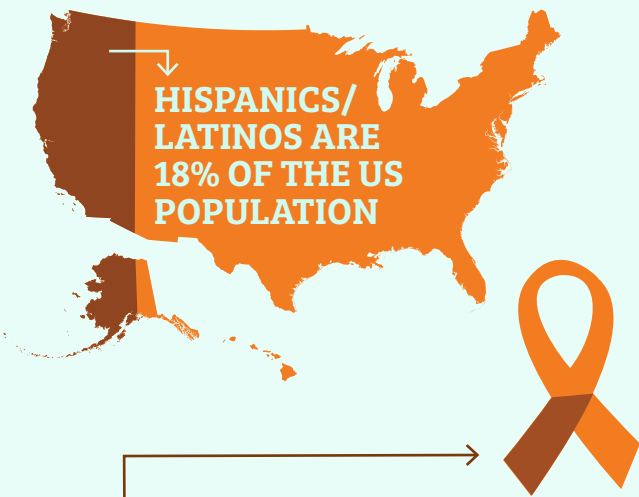 HISPANICS/
LATINOS ARE
18% OF THE US
POPULATION